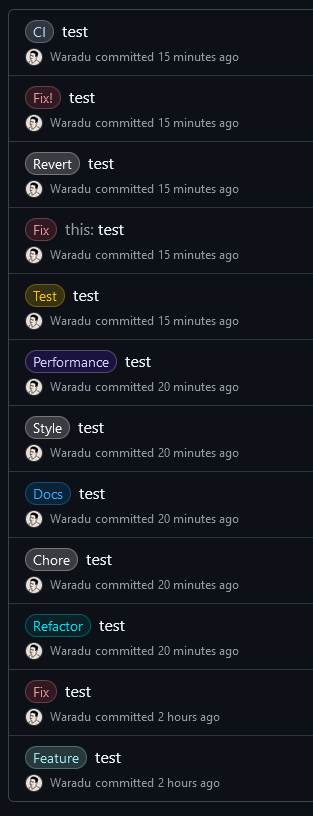 CI test
Waradu committed 15 minutes ago
Fix! test
Waradu committed 15 minutes ago
Revert test
Waradu committed 15 minutes ago
Fix this: test
Waradu committed 15 minutes ago
Test test
Waradu committed 15 minutes ago
Performance test
Waradu committed 20 minutes ago
Style test
Waradu committed 20 minutes ago
Docs test
Waradu committed 20 minutes ago
Chore test
Waradu committed 20 minutes ago
Refactor test
Waradu committed 20 minutes ago
Fix test
Waradu committed 2 hours ago
Feature test
Waradu committed 2 hours ago